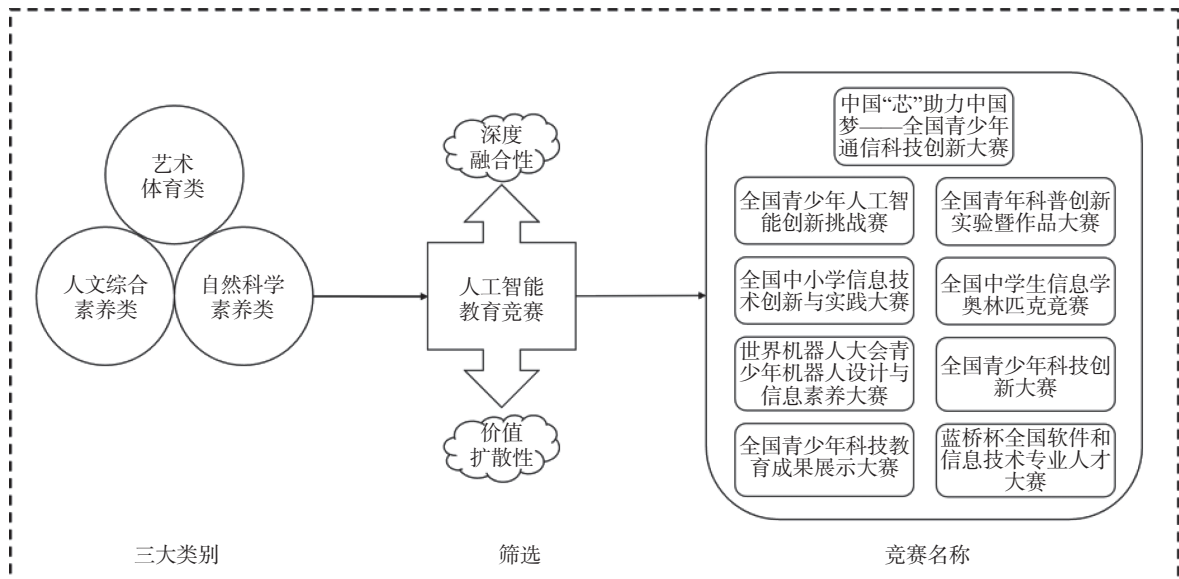 艺术
体育类
人文综合
素养类
自然科学
素养类
深度
融合性
人工智能
教育竞赛
价值
扩散性
中国“芯”助力中国
梦——全国青少年
通信科技创新大赛
全国青少年人工智
能创新挑战赛
全国青年科普创新
实验暨作品大赛
全国中小学信息技
术创新与实践大赛
全国中学生信息学
奥林匹克竞赛
世界机器人大会青
少年机器人设计与
信息素养大赛
全国青少年科技创
新大赛
全国青少年科技教
育成果展示大赛
蓝桥杯全国软件和
信息技术专业人才
大赛
三大类别
筛选
竞赛名称